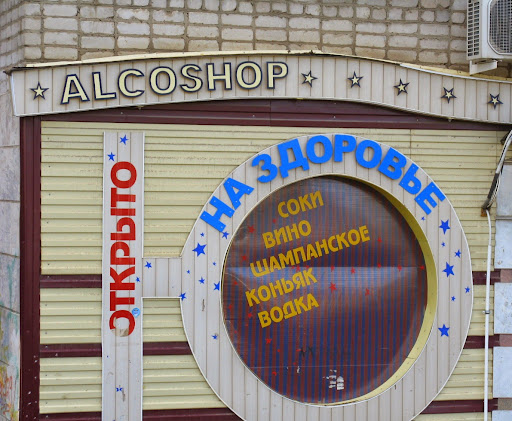 ALCOSHOP
НА ЗДОРОВЬЕ
ОТКРЫТО
СОКИ
ВИНО
ШАМПАНСКОЕ
КОНЬЯК
ВОДКА